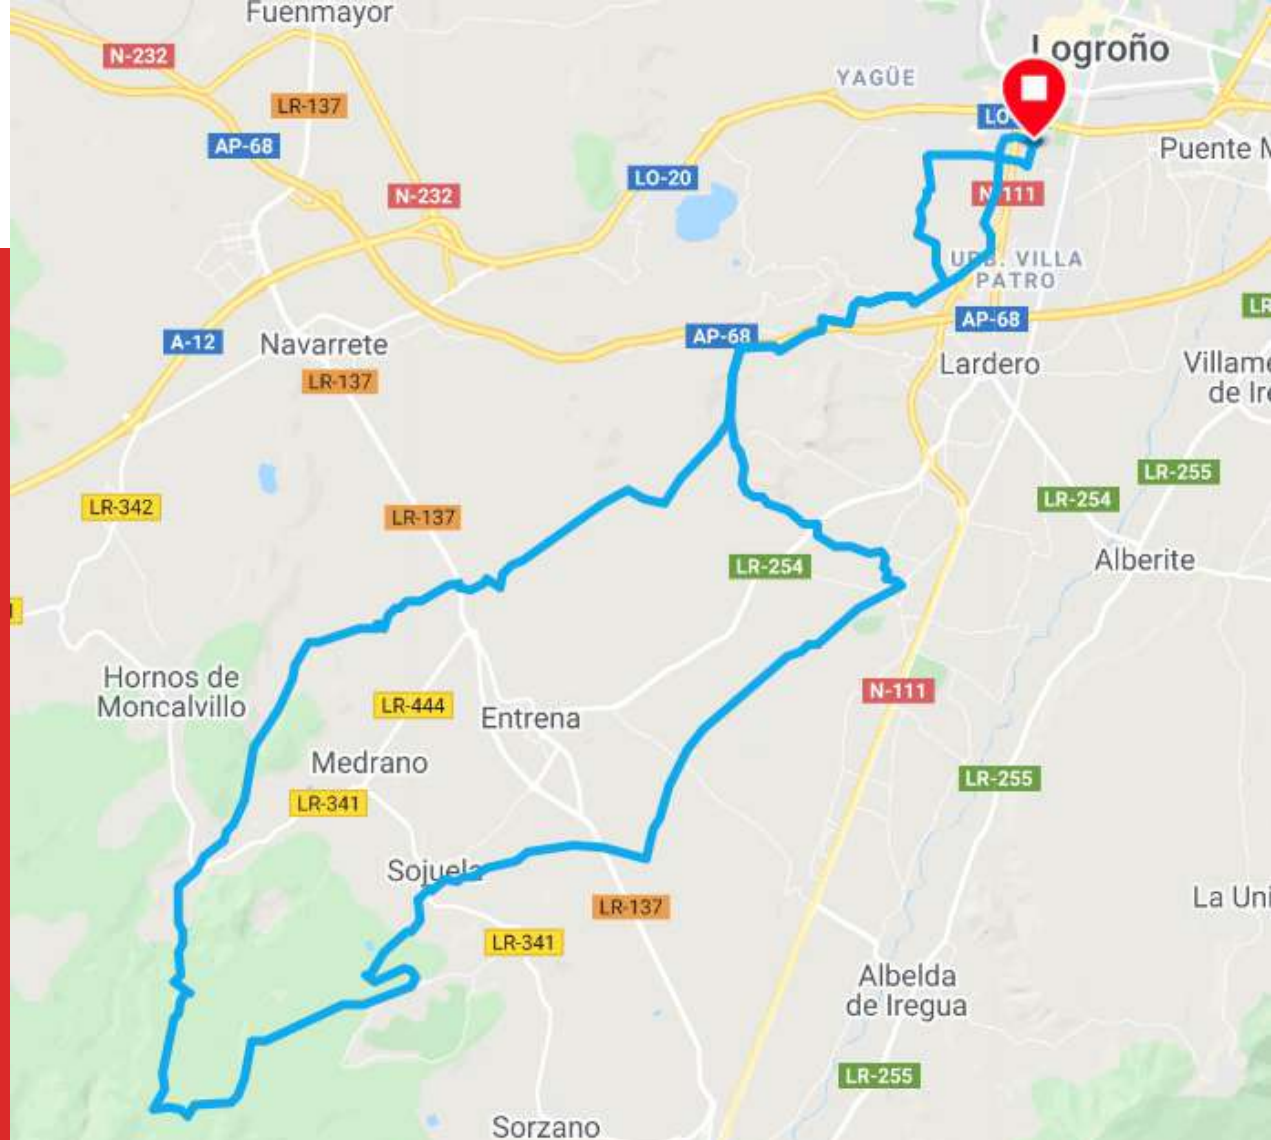 Fuenmayor
Logroño
N-232
YAGÜE
LR-137
LO
AP-68
Puente
LO-20
N-232
N-111
URB. VILLA
PATRO
LR
AP-68
AP-68
A-12
Navarrete
Lardero
Villame
de Ire
LR-137
LR-255
LR-254
LR-342
LR-137
Alberite
LR-254
Hornos de
Moncalvillo
N-111
LR-444
Entrena
Medrano
LR-255
LR-341
Sojuela
La Uni
LR-137
LR-341
Albelda
de Iregua
LR-255
Sorzano